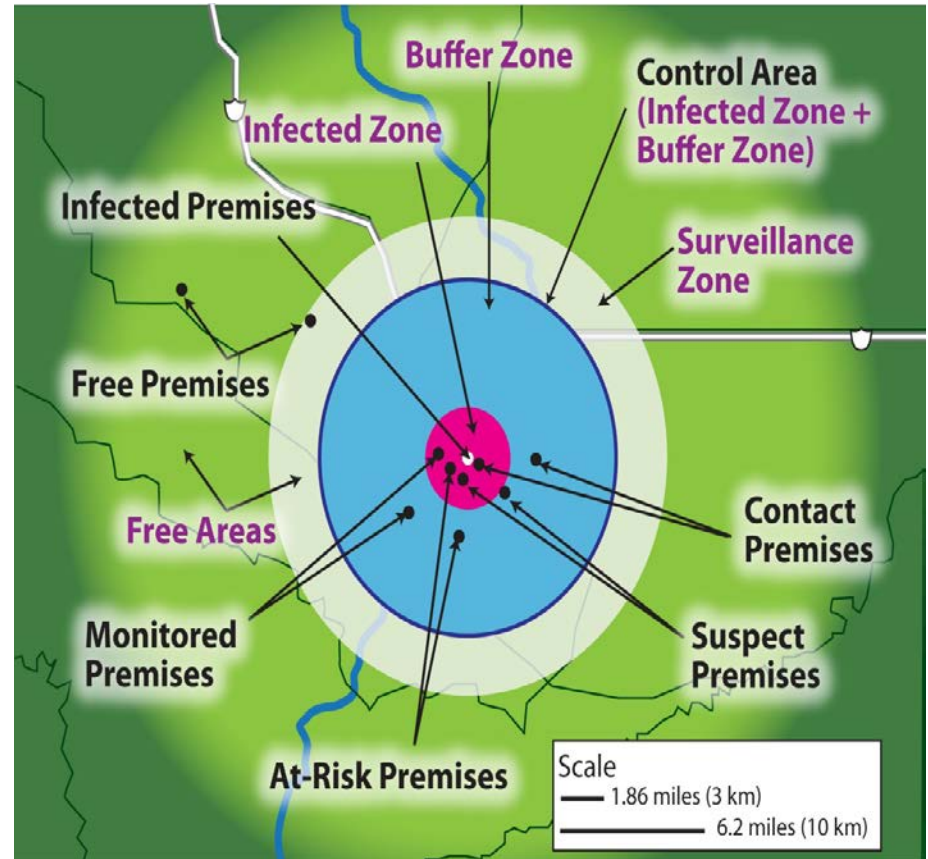 Buffer Zone
Control Area
(Infected Zone +
Buffer Zone)
Infected Zone
Infected Premises
Surveillance
Zone
Free Premises
Free Areas
Contact
Premises
Monitored
Premises
Suspect
Premises
At-Risk Premises
Scale
1.86 miles (3 km)
6.2 miles (10 km)